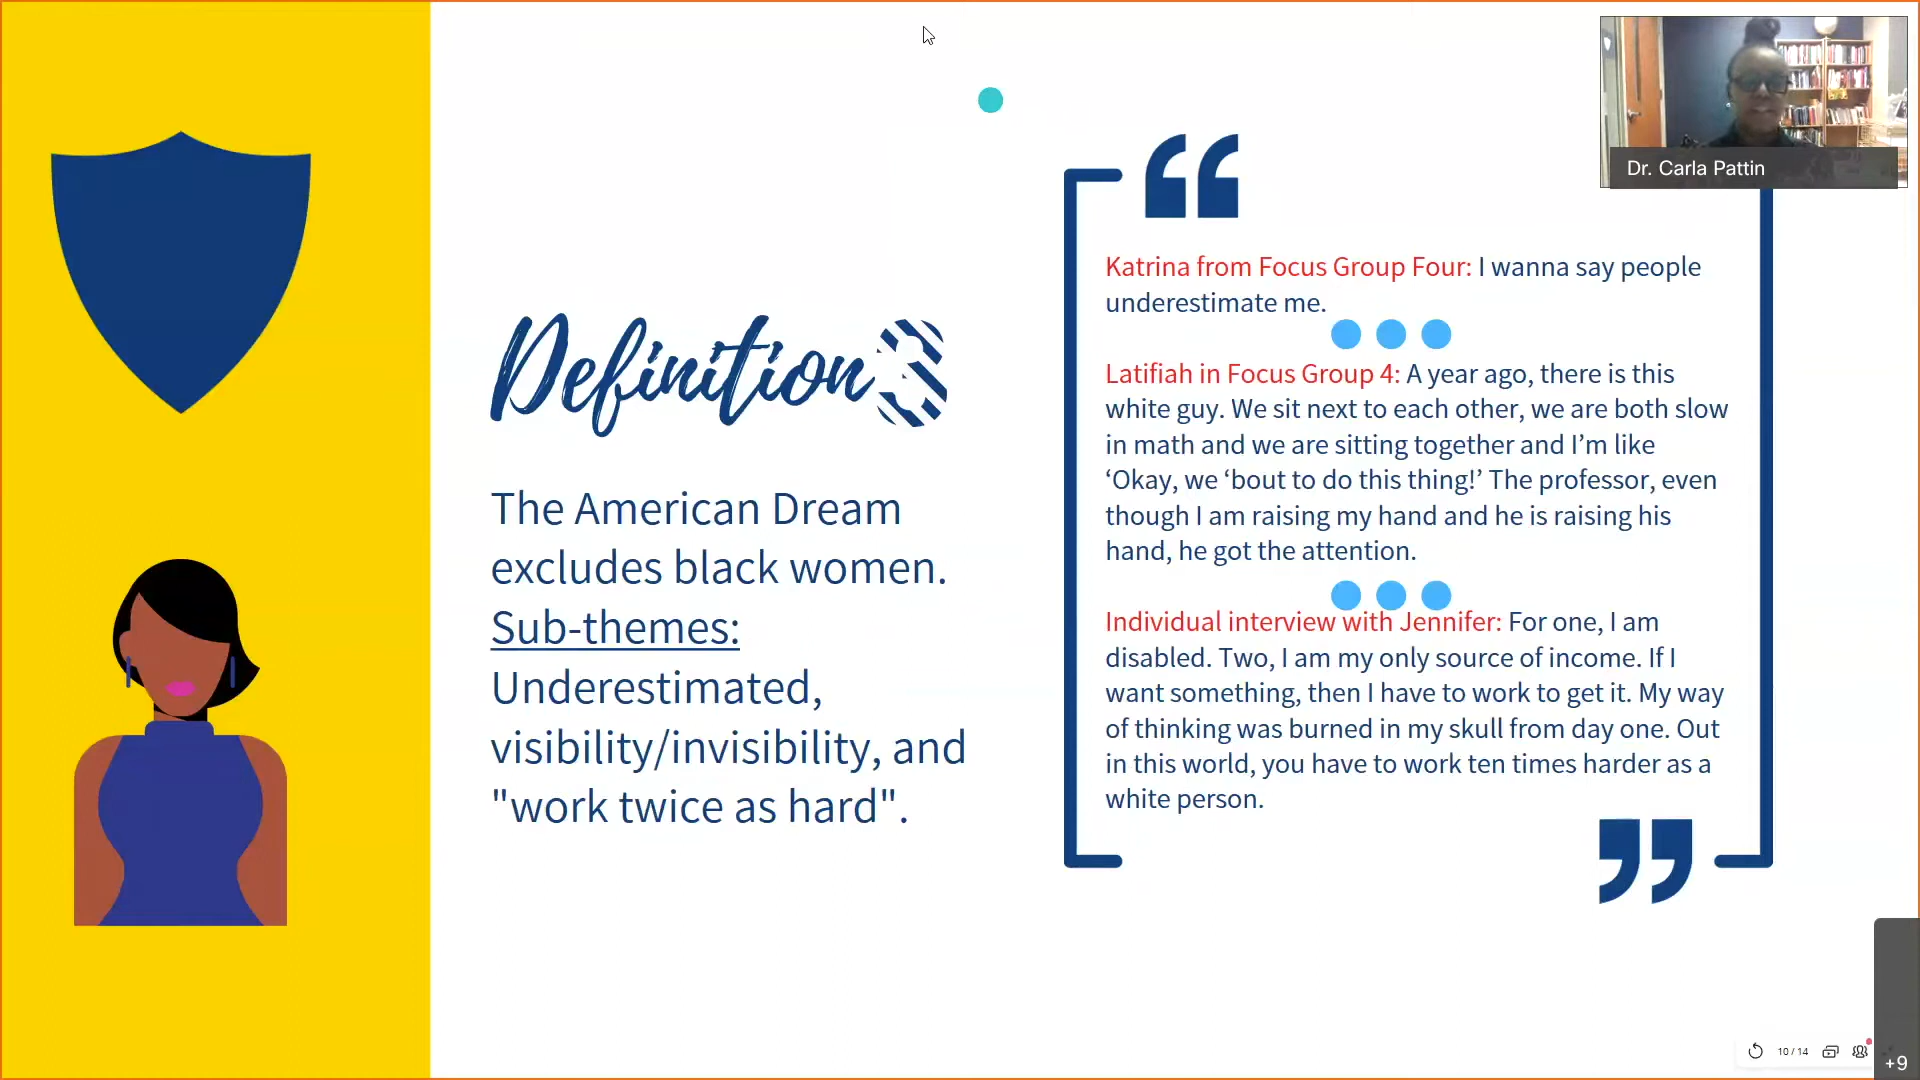 Dr. Carla Pattin
Definition 3
The American Dream
excludes black women.
Sub-themes:
Underestimated,
visibility/invisibility, and
"work twice as hard".
“
Katrina from Focus Group Four: I wanna say people
underestimate me.
Latifiah in Focus Group 4: A year ago, there is this
white guy. We sit next to each other, we are both slow
in math and we are sitting together and I’m like
‘Okay, we ‘bout to do this thing!’ The professor, even
though I am raising my hand and he is raising his
hand, he got the attention.
Individual interview with Jennifer: For one, I am
disabled. Two, I am my only source of income. If I
want something, then I have to work to get it. My way
of thinking was burned in my skull from day one. Out
in this world, you have to work ten times harder as a
white person.
”
10 / 14
+9